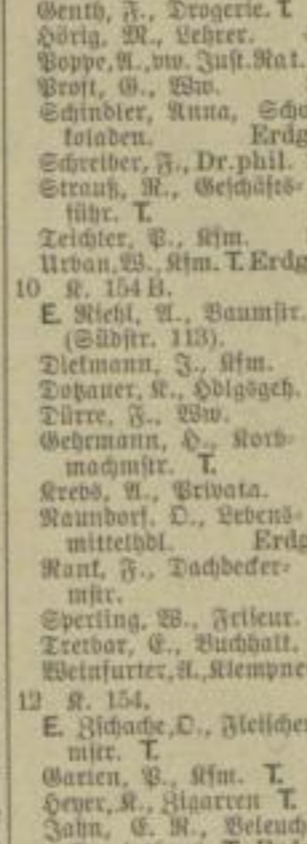 Genth, F., Drogerie. T.
Hörig, M., Lehrer.
Poppe, A., vw. Just. Rat.
Prost, G., Ww.
Schindler, Anna, Scho
koladen. Erdg
Schreiber, F., Dr. phil.
Strauß, R., Geschäfts-
führ. T.
Teichler, P., Kfm.
Urban, W., Kfm. T. Erdg
10 K. 154 B.
E. Riehl, A., Baumstr.
(Südstr. 113).
Diekmann, J., Kfm.
Dotzauer, K., Hdlgsgeh.
Dürre, F., Ww.
Gehrmann, H., Korb-
machmstr. T.
Krebs, A., Privata.
Naundorf, O., Lebens-
mittelhdl. Erdg
Rank, F., Dachdecker-
mstr.
Sperling, W., Friseur.
Tretbar, E., Buchhalt.
Weinfurter, A., Klempne
12 K. 154.
E. Zschache, O., Fleischer
mstr. T.
Garten, P., Kfm. T.
Heyer, K., Zigarren T.
Jahn, E. R., Beleuch